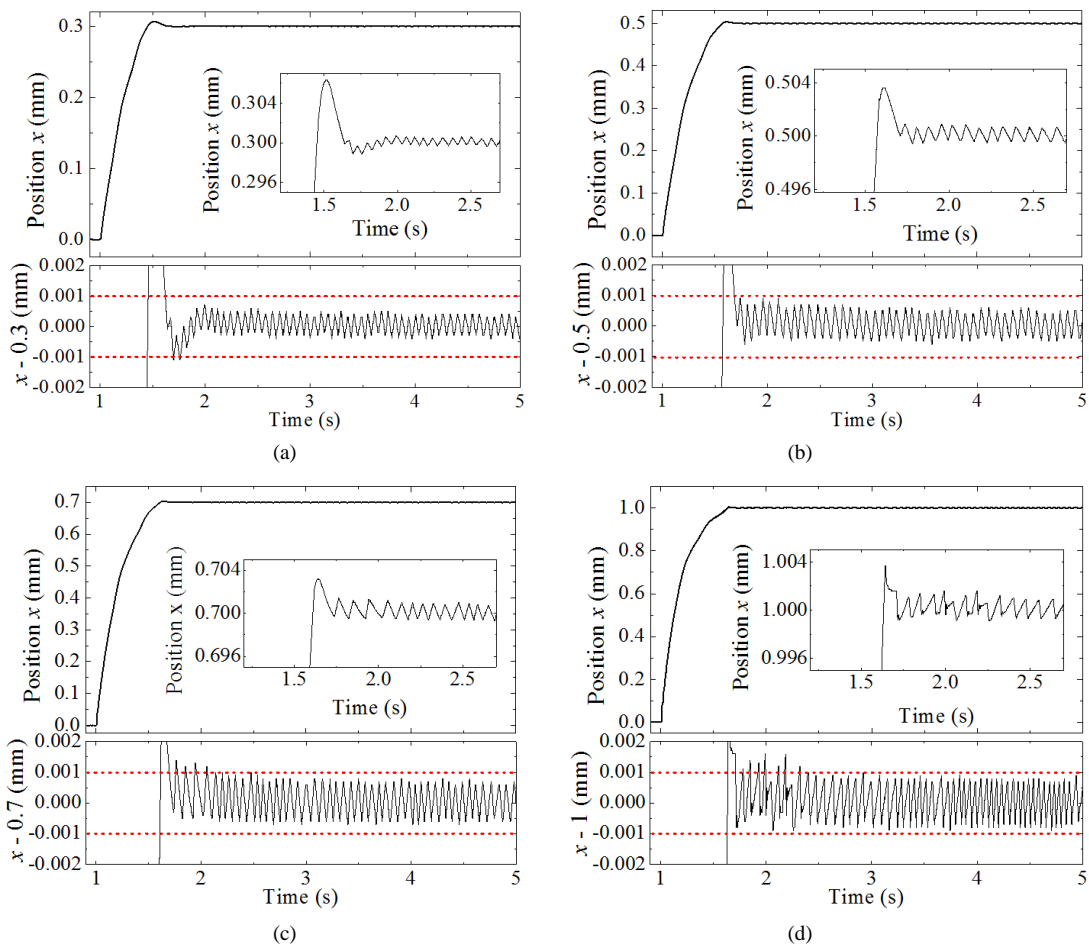 0.3
0.2
0.1
0.0
Position x (mm)
0.304
0.300
0.296
Position x (mm)
1.5 2.0 2.5
Time (s)
0.002
0.001
0.000
-0.001
-0.002
x - 0.3 (mm)
1 2 3 4 5
Time (s)
(a)
0.5
0.4
0.3
0.2
0.1
0.0
Position x (mm)
0.504
0.500
0.496
Position x (mm)
1.5 2.0 2.5
Time (s)
0.002
0.001
0.000
-0.001
-0.002
x - 0.5 (mm)
1 2 3 4 5
Time (s)
(b)
0.7
0.6
0.5
0.4
0.3
0.2
0.1
0.0
Position x (mm)
0.704
0.700
0.696
Position x (mm)
1.5 2.0 2.5
Time (s)
0.002
0.001
0.000
-0.001
-0.002
x - 0.7 (mm)
1 2 3 4 5
Time (s)
(c)
1.0
0.8
0.6
0.4
0.2
0.0
Position x (mm)
1.004
1.000
0.996
Position x (mm)
1.5 2.0 2.5
Time (s)
0.002
0.001
0.000
-0.001
-0.002
x - 1 (mm)
1 2 3 4 5
Time (s)
(d)